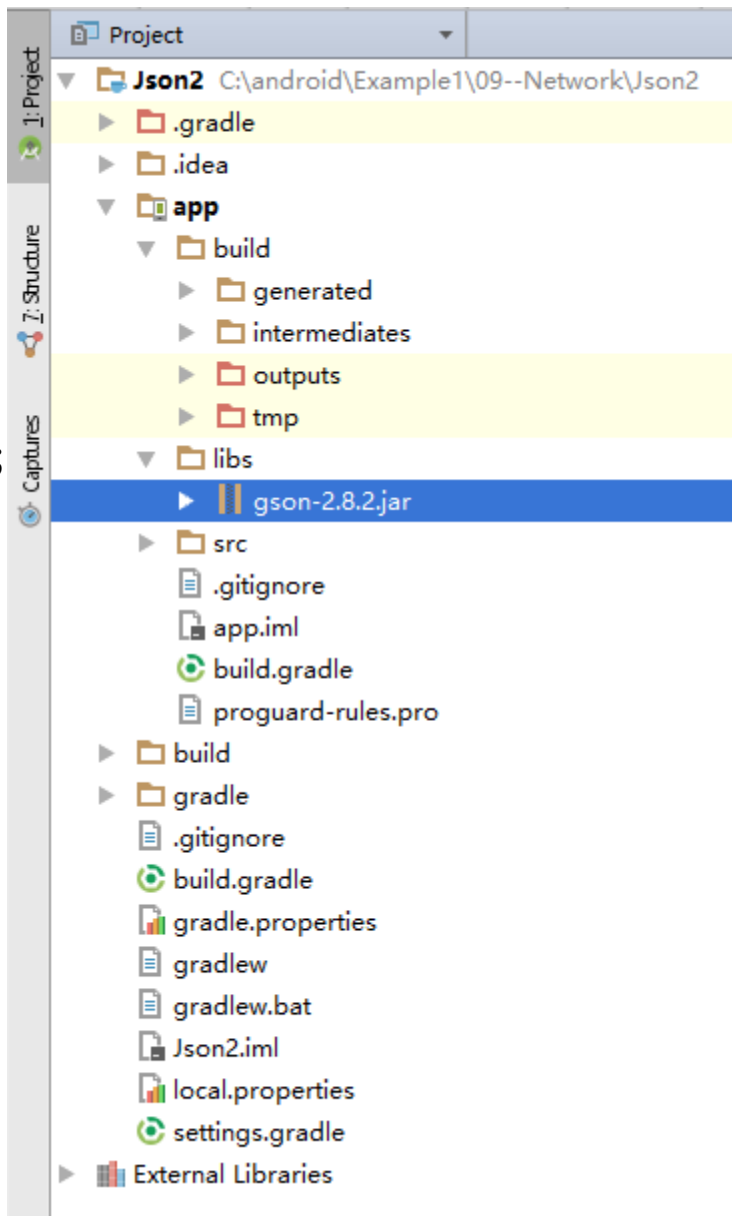 Project
Json2 C:\android\Example1\09--Network\Json2
.gradle
.idea
app
build
generated
intermediates
outputs
tmp
libs
gson-2.8.2.jar
src
.gitignore
app.iml
build.gradle
proguard-rules.pro
build
gradle
.gitignore
build.gradle
gradle.properties
gradlew
gradlew.bat
Json2.iml
local.properties
settings.gradle
External Libraries
1: Project
7: Structure
Captures